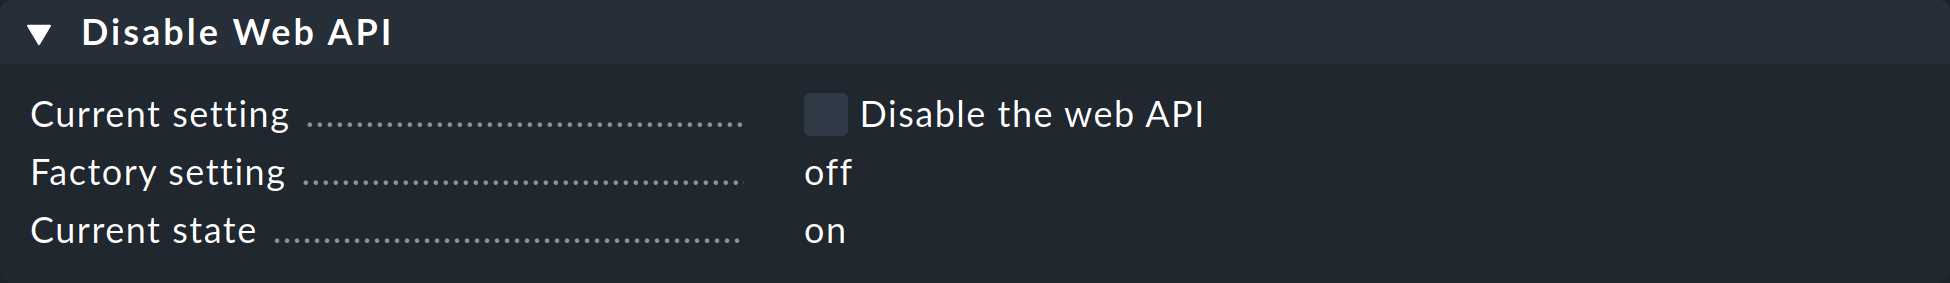 Disable Web API
Current setting ............................................ Disable the web API
Factory setting ............................................ off
Current state ............................................... on